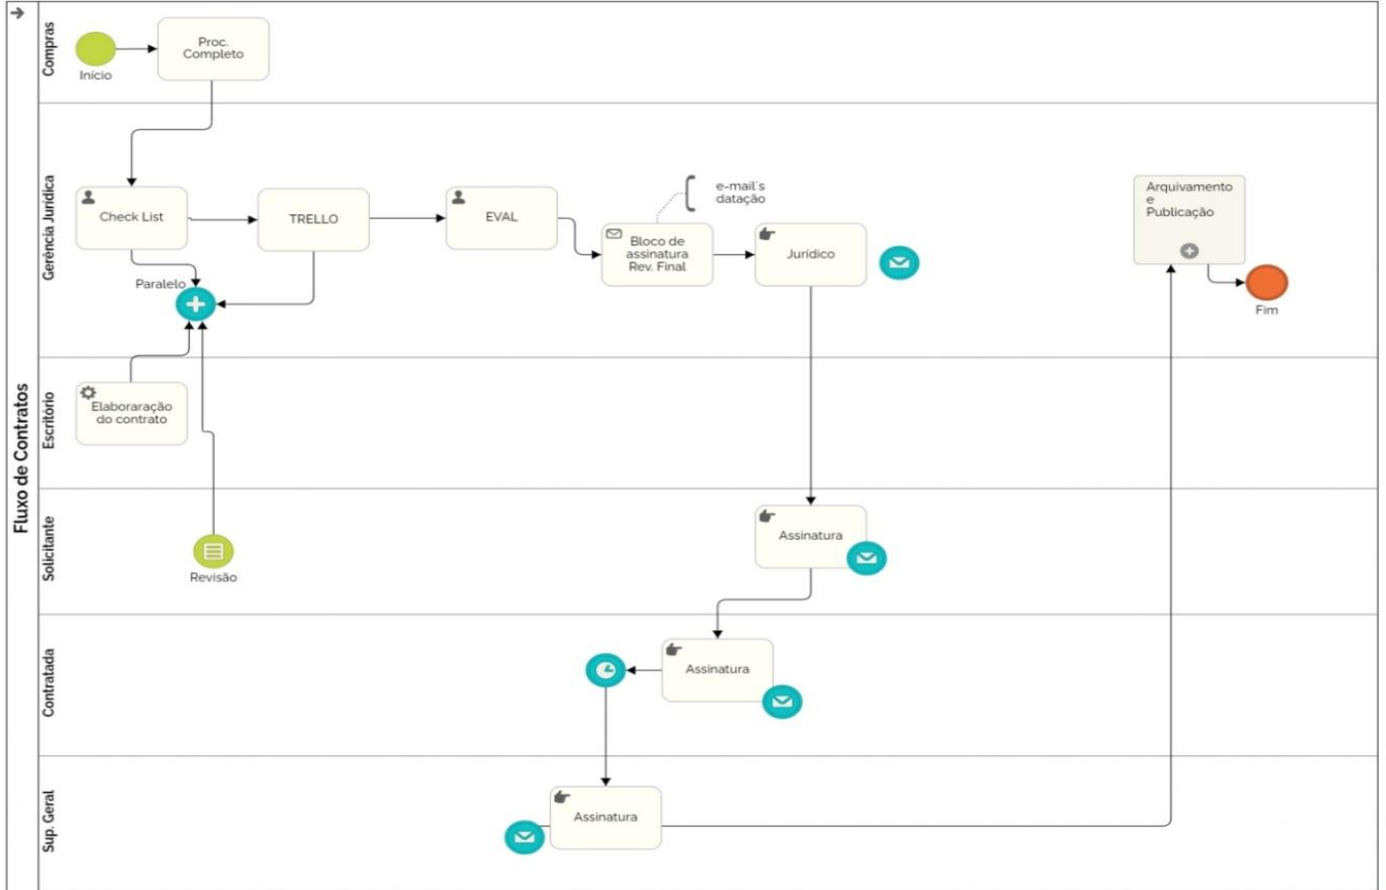 Fluxo de Contratos
Compras
Início
Proc.
Completo
Gerência Jurídica
Check List
TRELLO
EVAL
e-mail´s
datação
Bloco de
assinatura
Rev. Final
Jurídico
Arquivamento
e
Publicação
Paralelo
Fim
Escritório
Elaboraração
do contrato
Solicitante
Assinatura
Revisão
Contratada
Assinatura
Sup. Geral
Assinatura